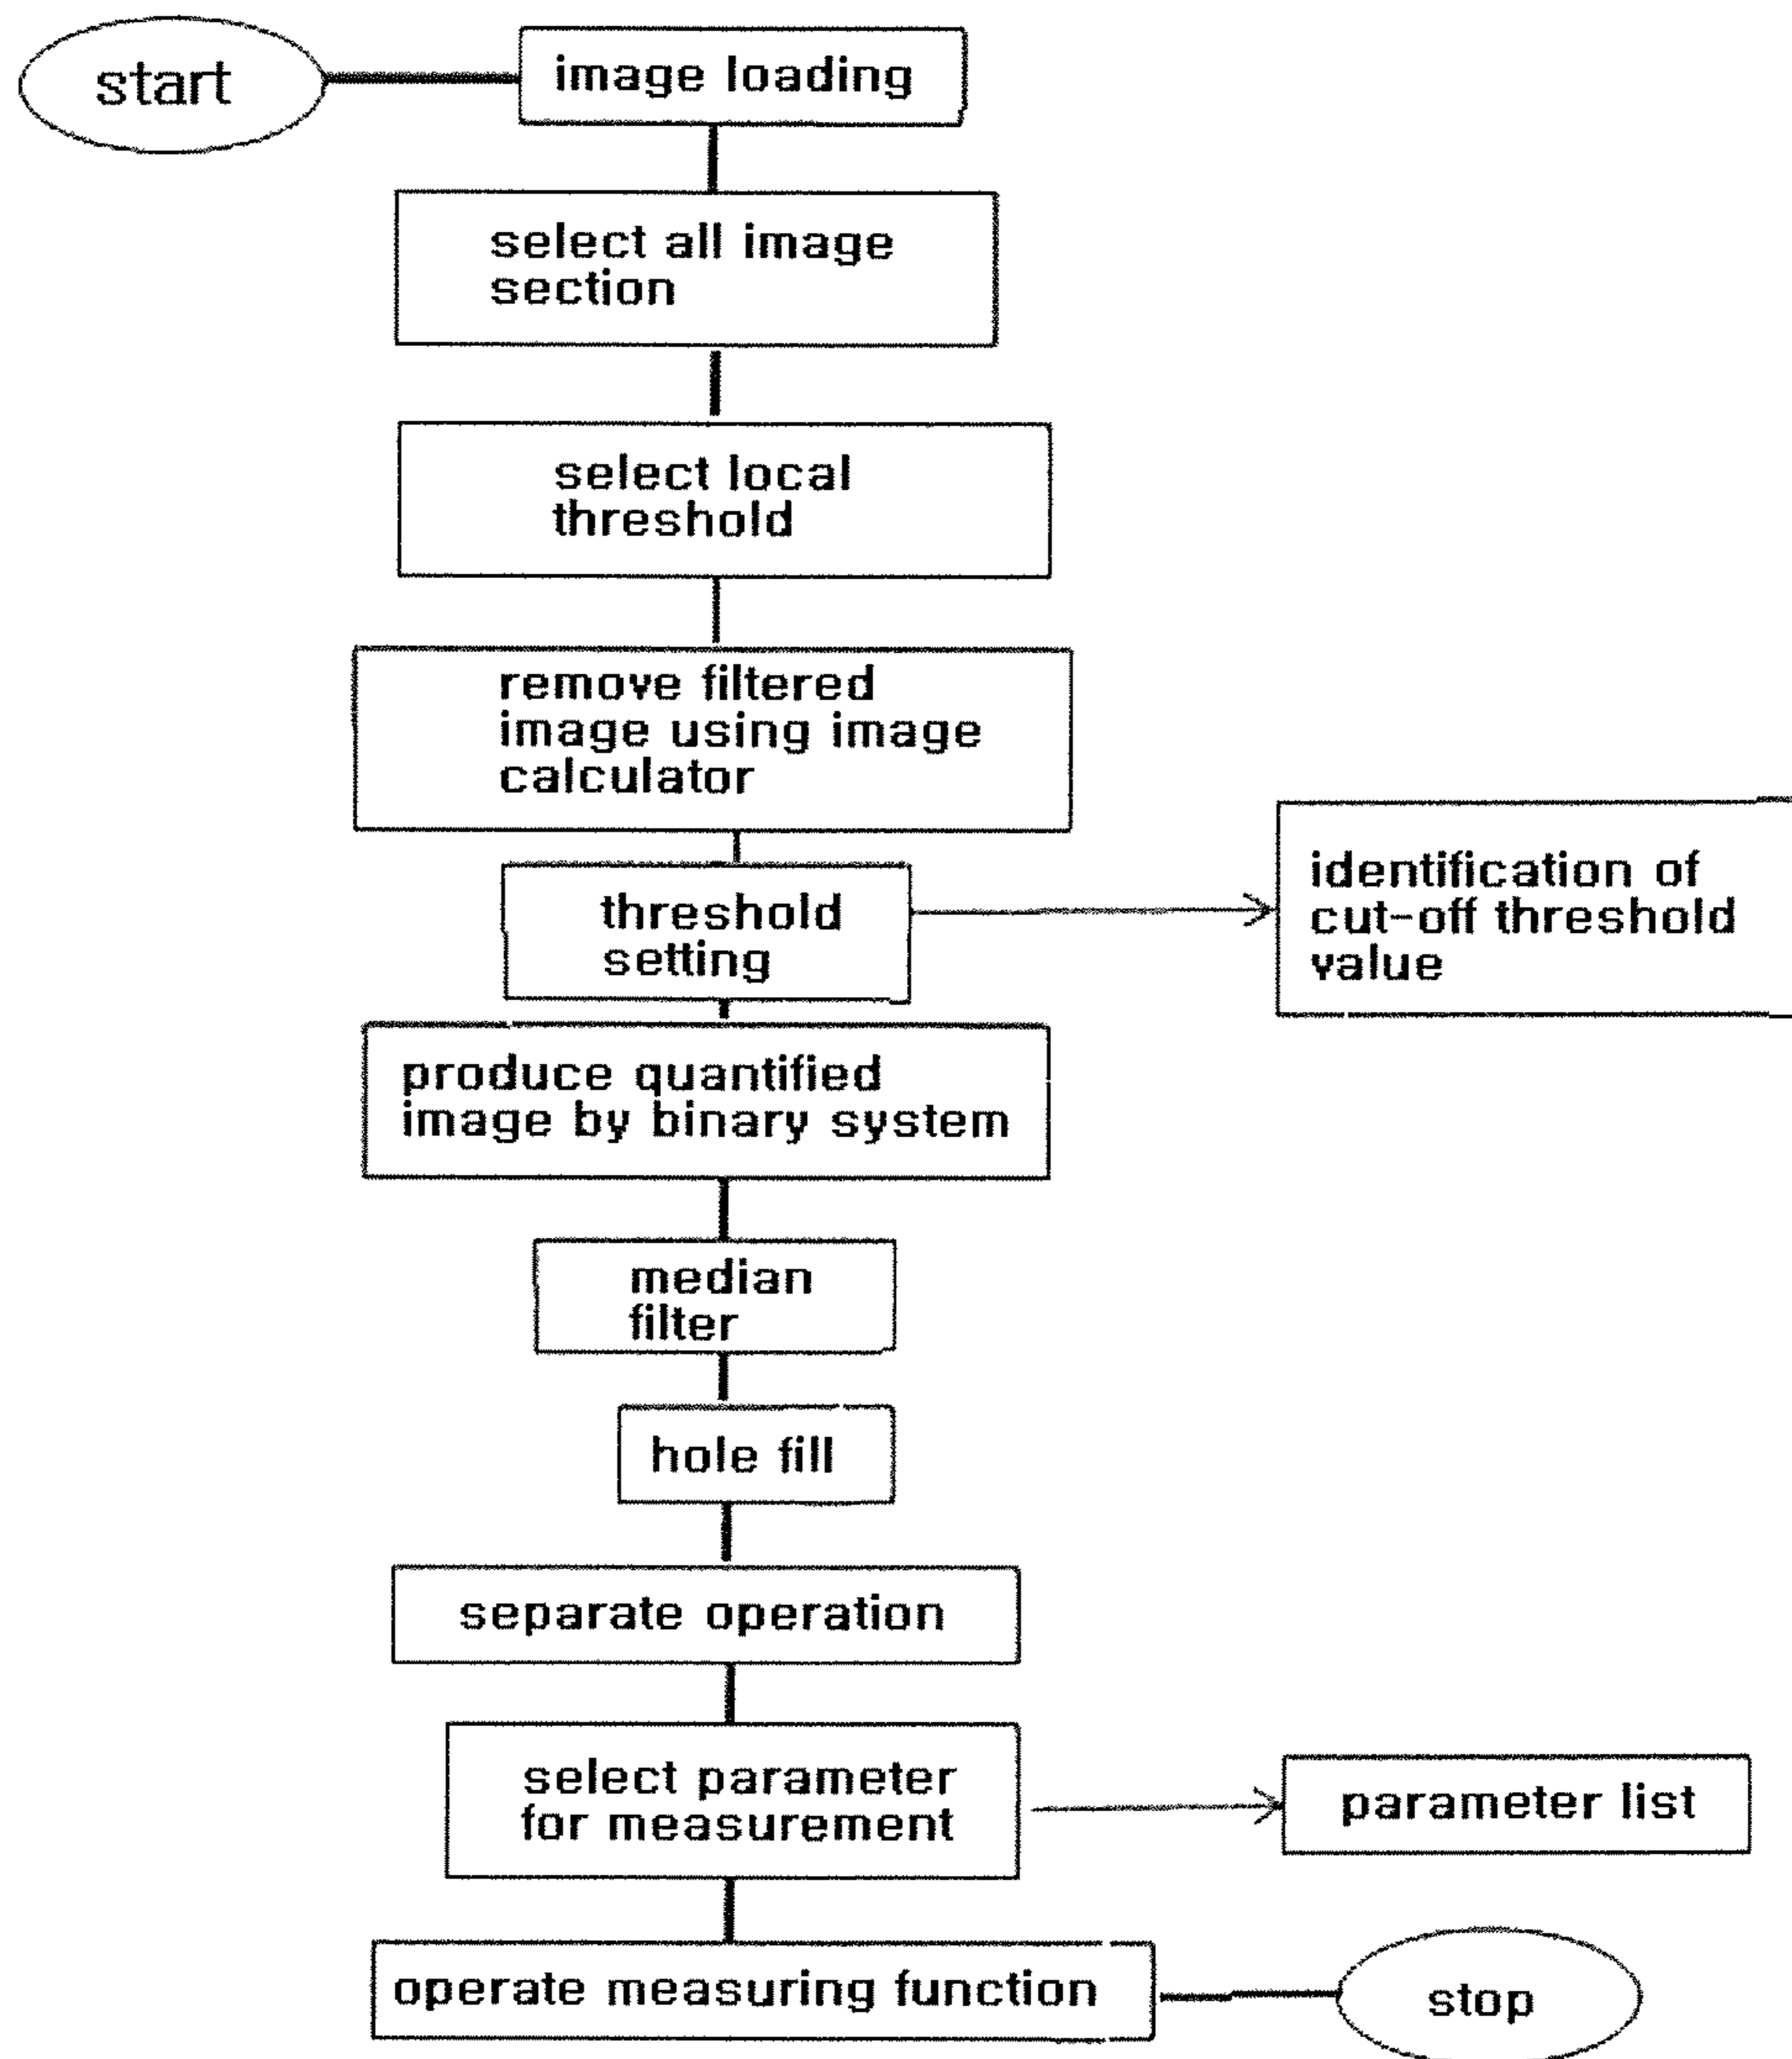 start
image loading
select all image
section
select local
threshold
remove filtered
image using image
calculator
threshold
setting
identification of
cut-off threshold
value
produce quantified
image by binary system
median
filter
hole fill
separate operation
select parameter
for measurement
parameter list
operate measuring function
stop